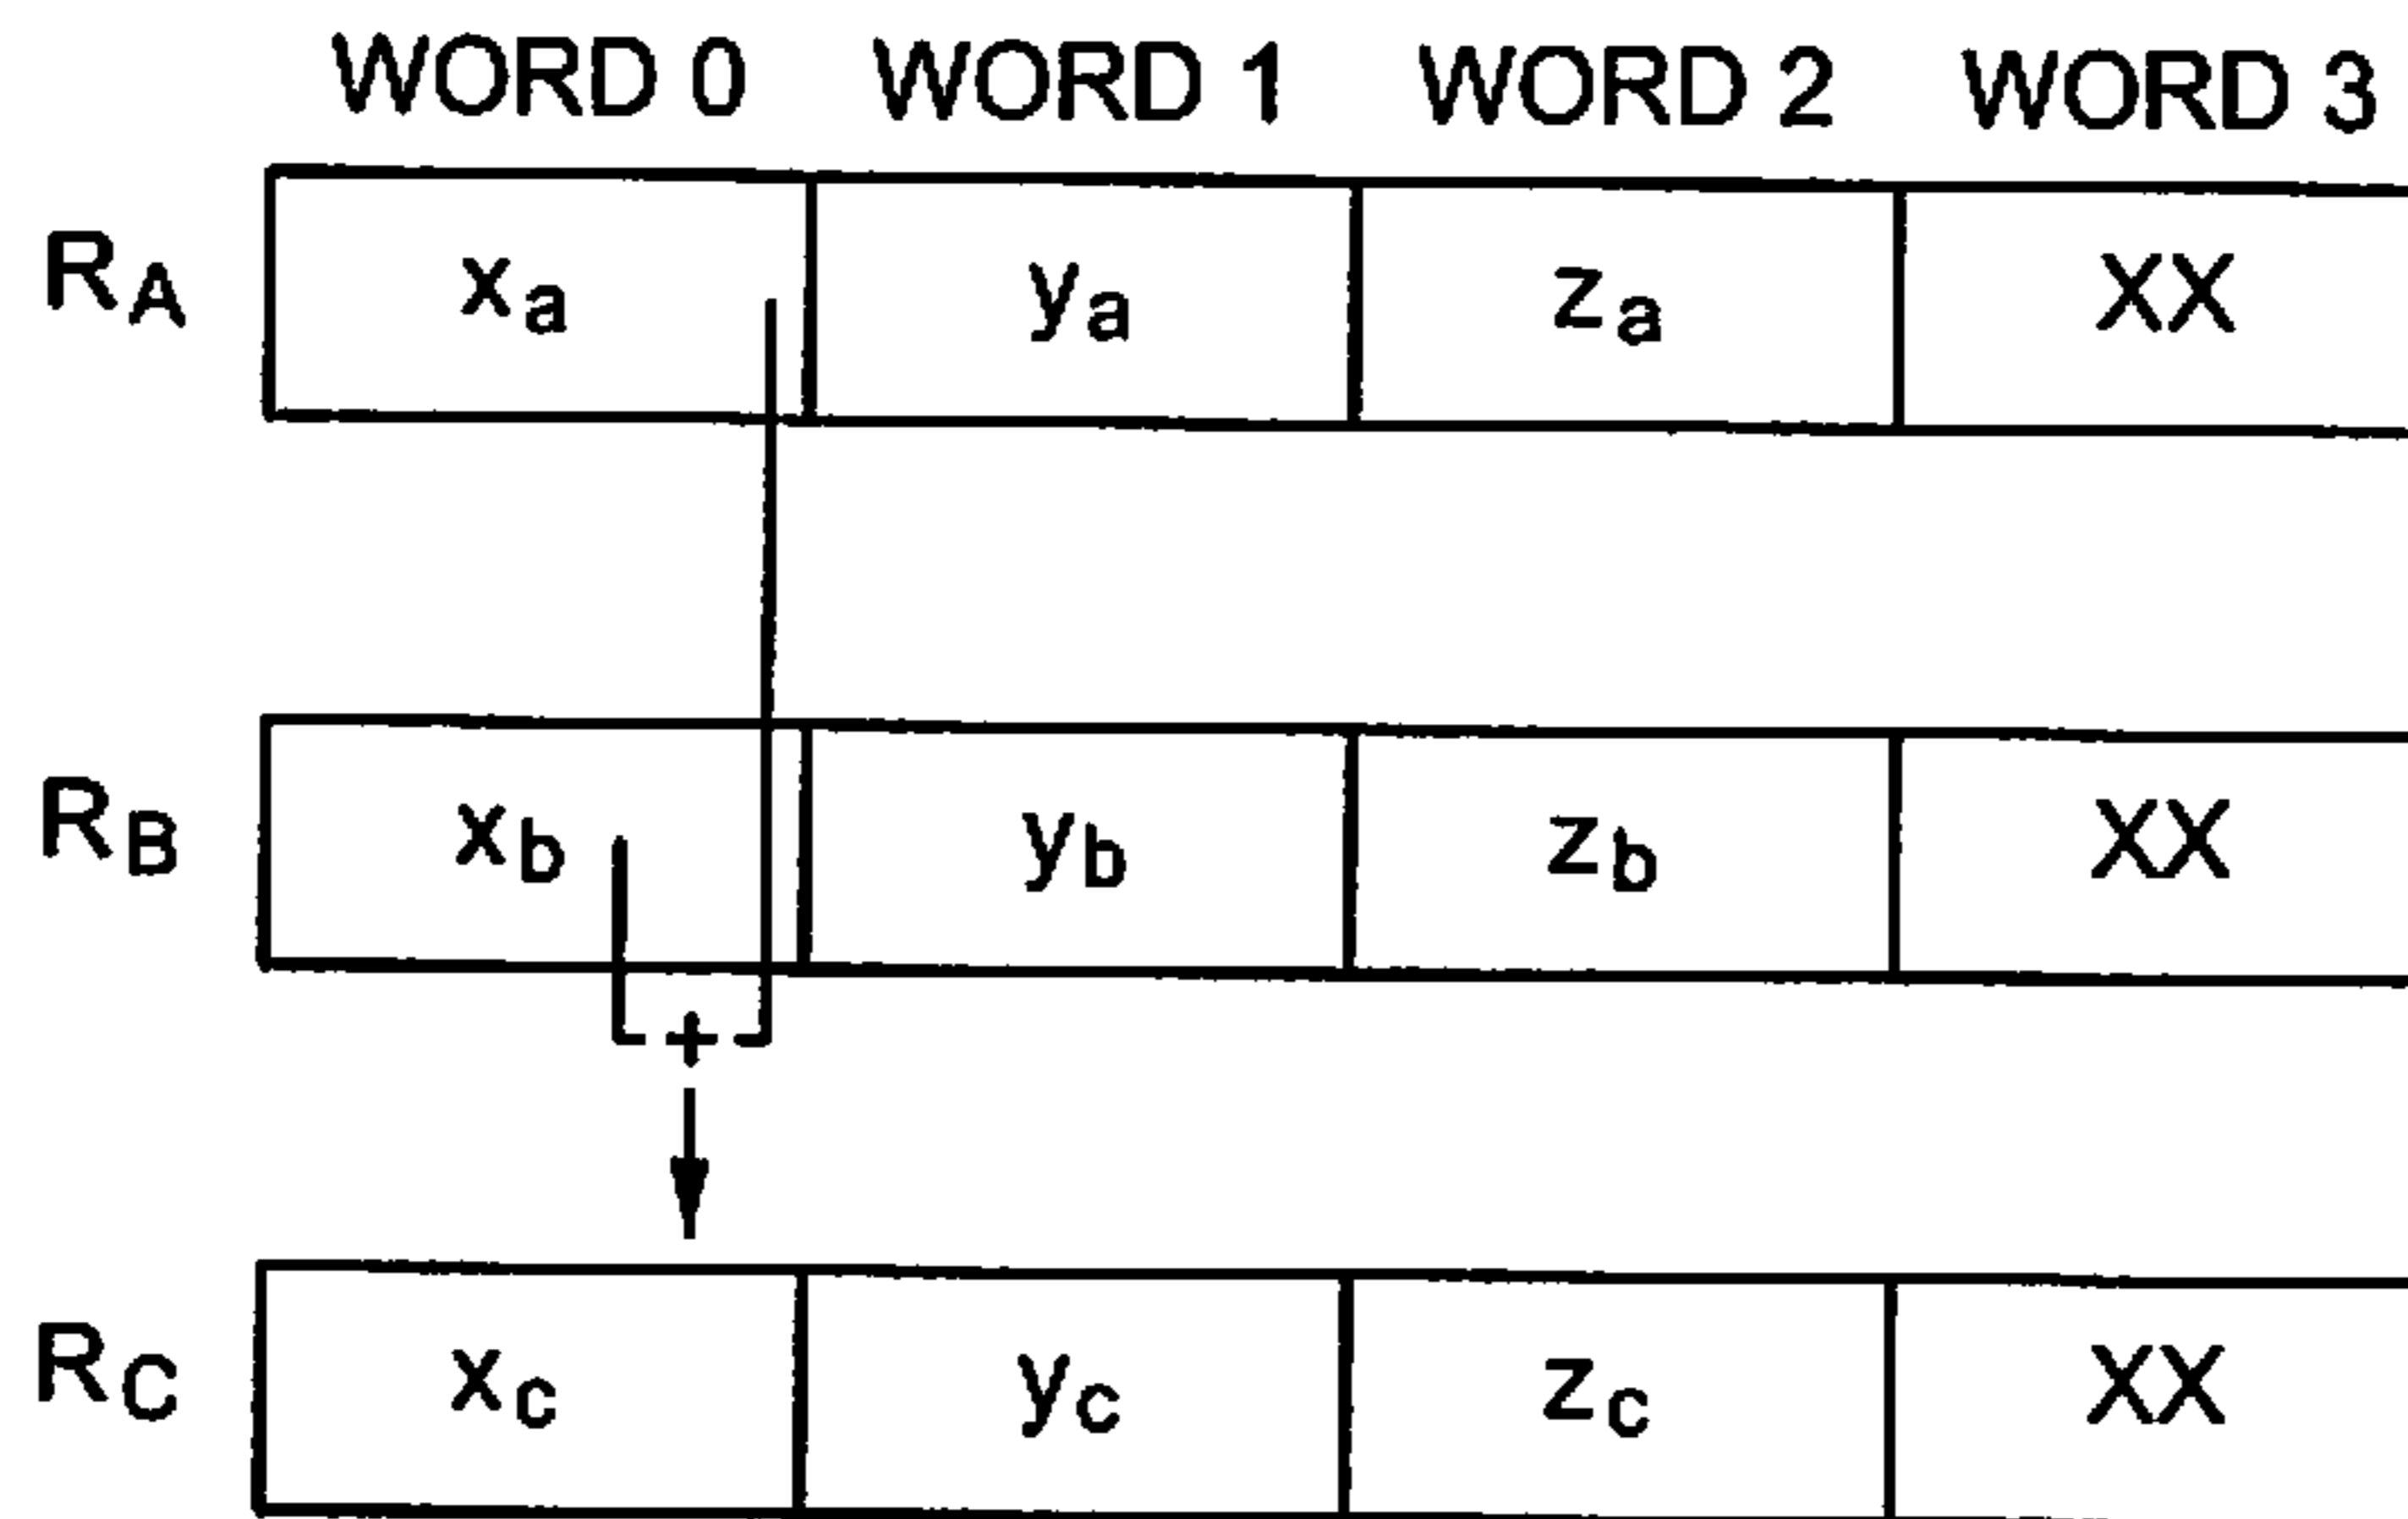 WORD 0 WORD 1 WORD 2 WORD 3
RA xa ya za XX
RB xb yb zb XX
+
RC xc yc zc XX